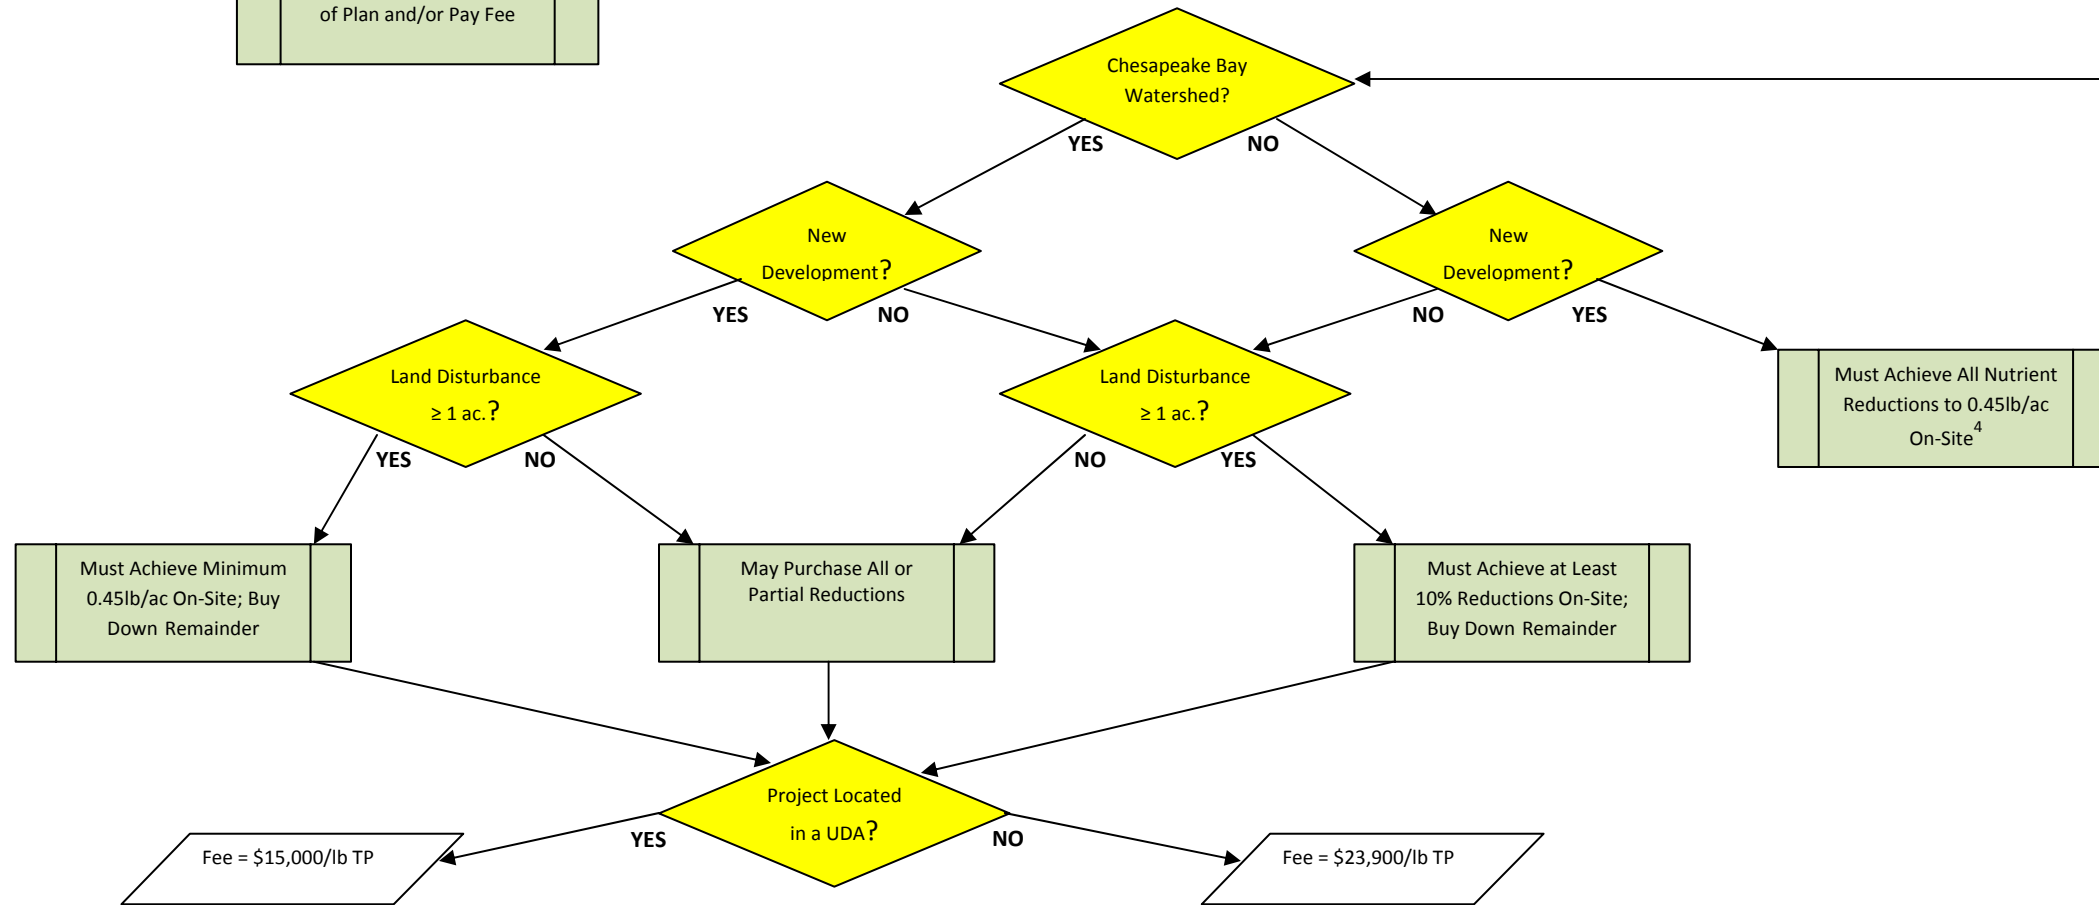 of Plan and/or Pay Fee
Chesapeake Bay
Watershed?
YES
NO
New
Development?
New
Development?
YES
NO
NO
YES
Land Disturbance
≥ 1 ac.?
Land Disturbance
≥ 1 ac.?
Must Achieve All Nutrient
Reductions to 0.45lb/ac
On-Site4
YES
NO
NO
YES
Must Achieve Minimum
0.45lb/ac On-Site; Buy
Down Remainder
May Purchase All or
Partial Reductions
Must Achieve at Least
10% Reductions On-Site;
Buy Down Remainder
Project Located
in a UDA?
YES
NO
Fee = $15,000/lb TP
Fee = $23,900/lb TP